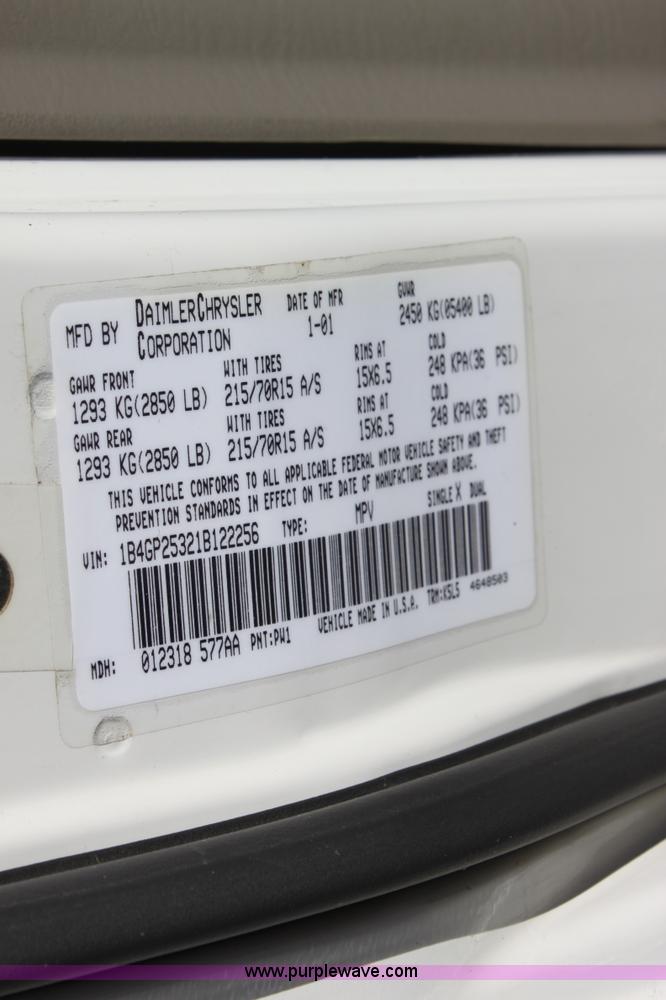 MFD BY DAIMLERCHRYSLER CORPORATION DATE OF MFR 1-01 GVWR 2450 KG(05400 LB)
GAWR FRONT WITH TIRES RIMS AT COLD
1293 KG(2850 LB) 215/70R15 A/S 15X6.5 248 KPA(36 PSI)
GAWR REAR WITH TIRES RIMS AT COLD
1293 KG(2850 LB) 215/70R15 A/S 15X6.5 248 KPA(36 PSI)
THIS VEHICLE CONFORMS TO ALL APPLICABLE FEDERAL MOTOR VEHICLE SAFETY AND THEFT
PREVENTION STANDARDS IN EFFECT ON THE DATE OF MANUFACTURE SHOWN ABOVE.
VIN: 1B4GP25321B122256 TYPE: MPV SINGLE X DUAL
MDH: 012318 577AA PNT:PW1 VEHICLE MADE IN U.S.A. TRM:K5L5 4648503
www.purplewave.com